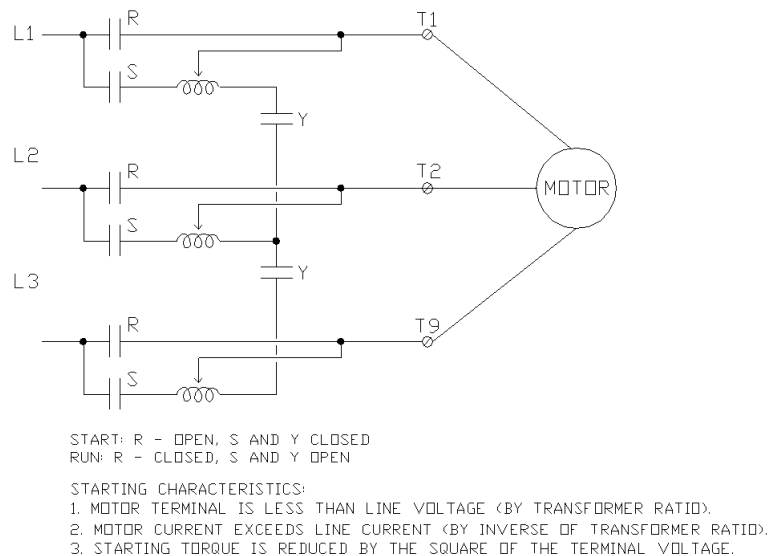 L1
R
T1
S
Y
L2
R
T2
MOTOR
S
Y
L3
R
T9
S
START: R - OPEN, S AND Y CLOSED
RUN: R - CLOSED, S AND Y OPEN
STARTING CHARACTERISTICS:
1. MOTOR TERMINAL IS LESS THAN LINE VOLTAGE (BY TRANSFORMER RATIO).
2. MOTOR CURRENT EXCEEDS LINE CURRENT (BY INVERSE OF TRANSFORMER RATIO).
3. STARTING TORQUE IS REDUCED BY THE SQUARE OF THE TERMINAL VOLTAGE.